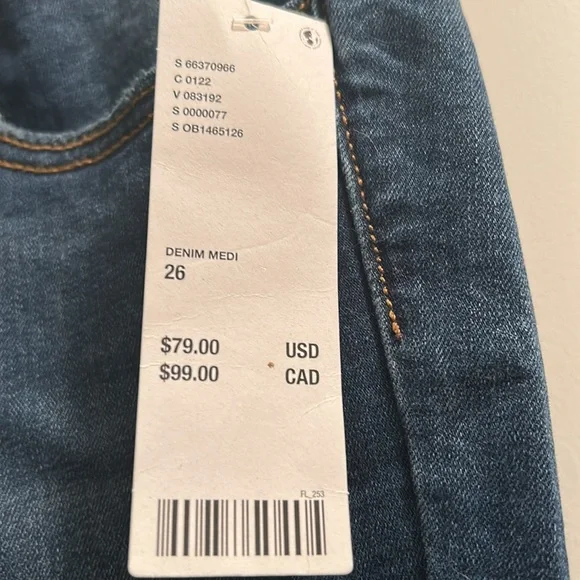 S 66370966
C 0122
V 083192
S 0000077
S OB1465126
DENIM MEDI
26
$79.00 USD
$99.00 CAD
FL_253